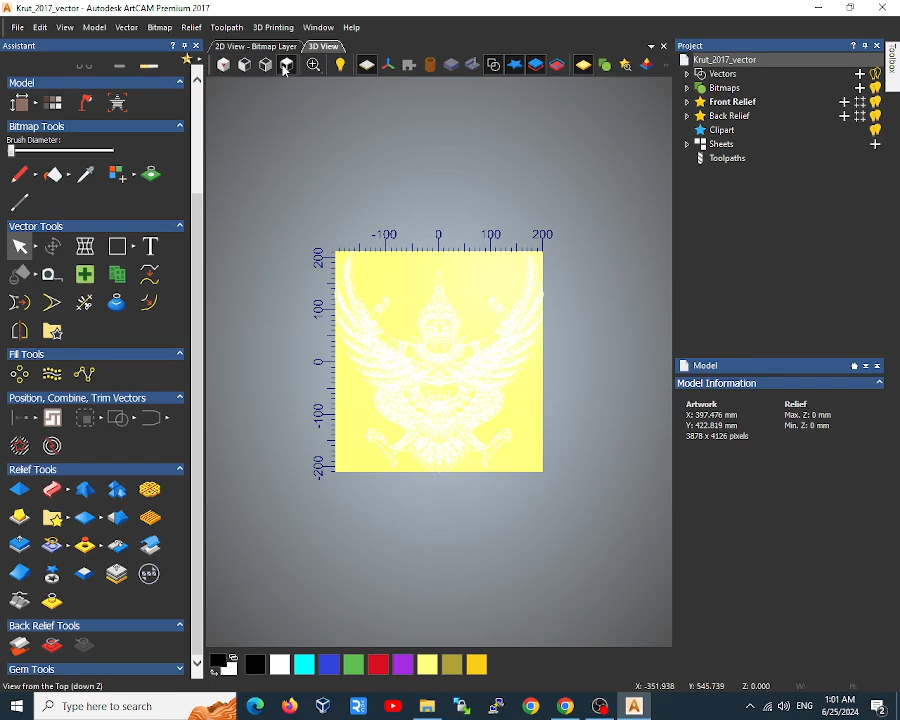 Krut_2017_vector - Autodesk ArtCAM Premium 2017
File Edit View Model Vector Bitmap Relief Toolpath 3D Printing Window Help
Assistant
2D View - Bitmap Layer
3D View
Project
Toolbox
Krut_2017_vector
Vectors
Bitmaps
Front Relief
Back Relief
Clipart
Sheets
Toolpaths
Model
Bitmap Tools
Brush Diameter:
Vector Tools
Fill Tools
Position, Combine, Trim Vectors
Relief Tools
Back Relief Tools
Gem Tools
-100 0 100 200
200
100
0
-100
-200
Model
Model Information
Artwork Relief
X: 397.476 mm Max. Z: 0 mm
Y: 422.819 mm Min. Z: 0 mm
3878 x 4126 pixels
View from the Top (down Z)
X: -351.938 Y: 545.739 Z: 0.000 W: H:
Type here to search
ENG
1:01 AM
6/25/2024
2